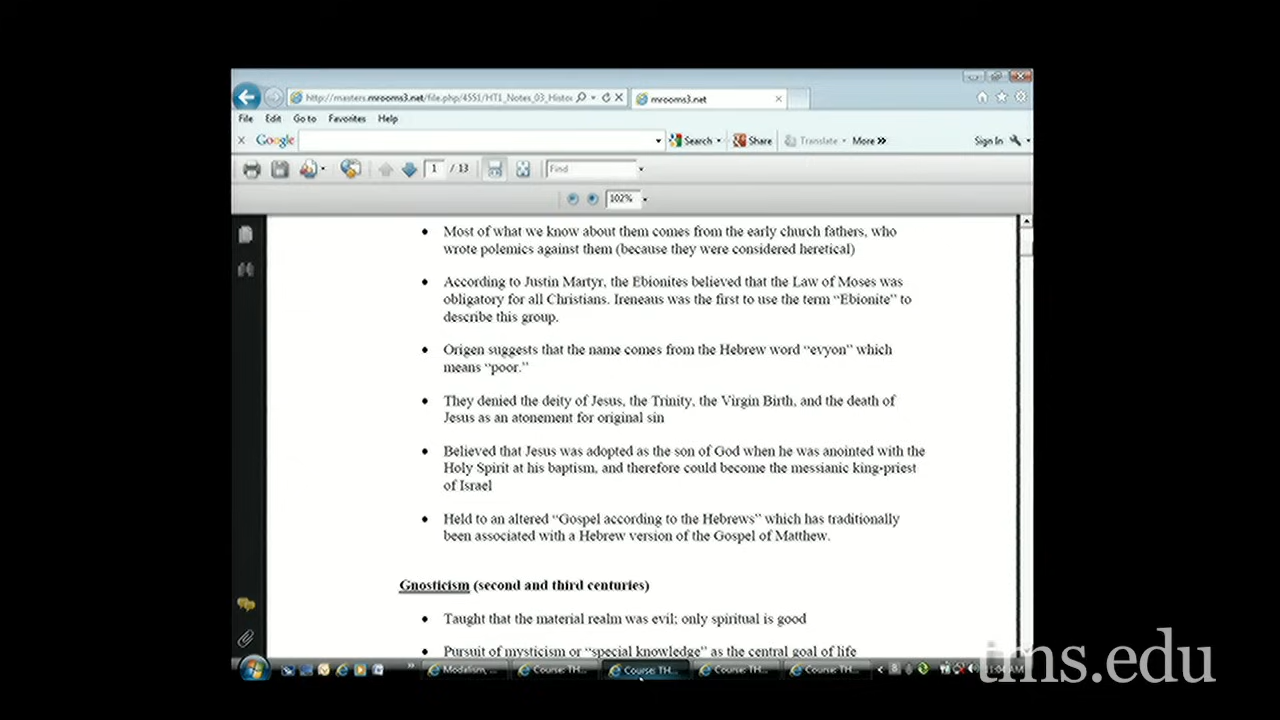 http://masters.mrooms3.net/file.php/4551/HT1_Notes_03_Histor
mrooms3.net
File Edit Go to Favorites Help
Google Search Share Translate More Sign In
1 / 13 Find
102%
• Most of what we know about them comes from the early church fathers, who
wrote polemics against them (because they were considered heretical)
• According to Justin Martyr, the Ebionites believed that the Law of Moses was
obligatory for all Christians. Ireneaus was the first to use the term “Ebionite” to
describe this group.
• Origen suggests that the name comes from the Hebrew word “evyon” which
means “poor.”
• They denied the deity of Jesus, the Trinity, the Virgin Birth, and the death of
Jesus as an atonement for original sin
• Believed that Jesus was adopted as the son of God when he was anointed with the
Holy Spirit at his baptism, and therefore could become the messianic king-priest
of Israel
• Held to an altered “Gospel according to the Hebrews” which has traditionally
been associated with a Hebrew version of the Gospel of Matthew.
Gnosticism (second and third centuries)
• Taught that the material realm was evil; only spiritual is good
• Pursuit of mysticism or “special knowledge” as the central goal of life
Modalism, ... Course: TH... Course: TH... Course: TH... Course: TH...
tms.edu